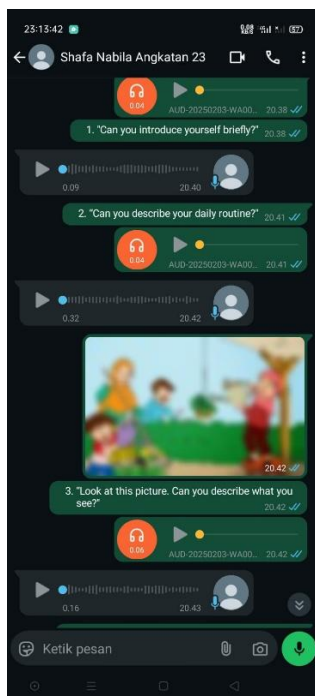 23:13:42
Shafa Nabila Angkatan 23
0.04
AUD-20250203-WA00... 20.38
1. "Can you introduce yourself briefly?" 20.38
0.09 20.40
2. "Can you describe your daily routine?" 20.41
0.04
AUD-20250203-WA00... 20.41
0.32 20.42
20.42
3. "Look at this picture. Can you describe what you
see?" 20.42
0.06
AUD-20250203-WA00... 20.42
0.16 20.43
Ketik pesan